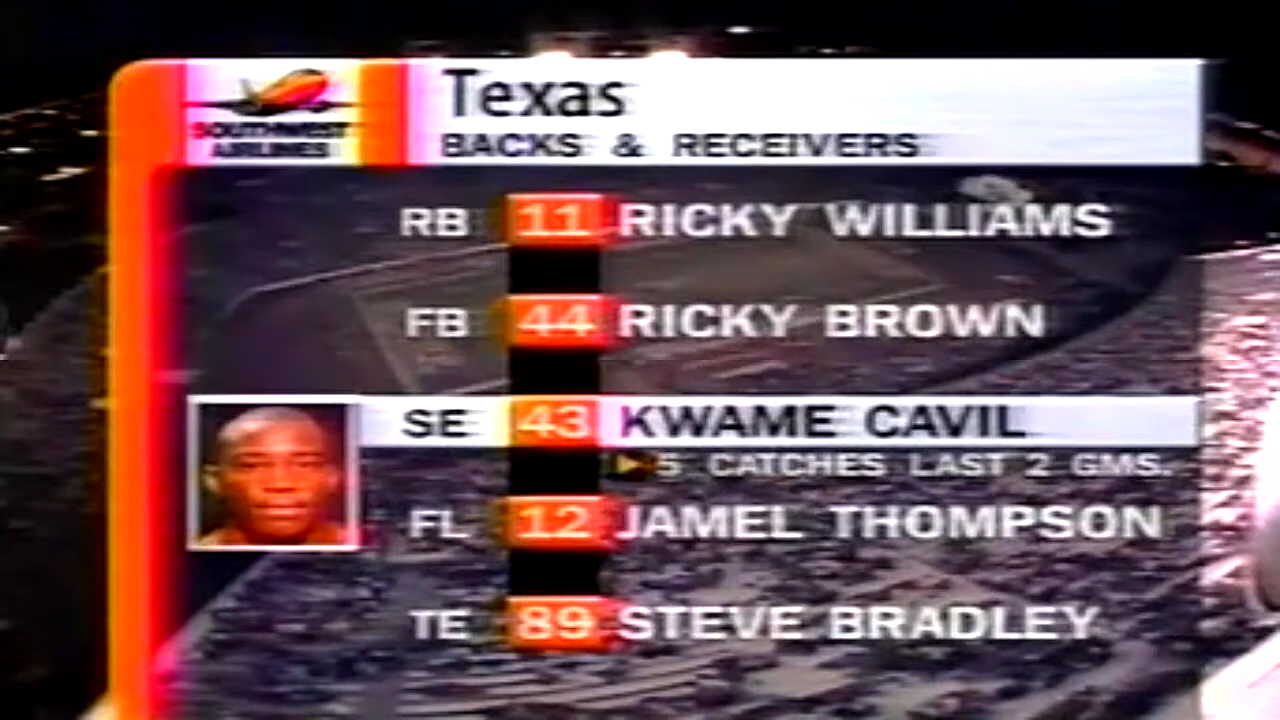 SOUTHWEST
AIRLINES
Texas
BACKS & RECEIVERS
RB 11 RICKY WILLIAMS
FB 44 RICKY BROWN
SE 43 KWAME CAVIL
5 CATCHES LAST 2 GMS.
FL 12 JAMEL THOMPSON
TE 89 STEVE BRADLEY